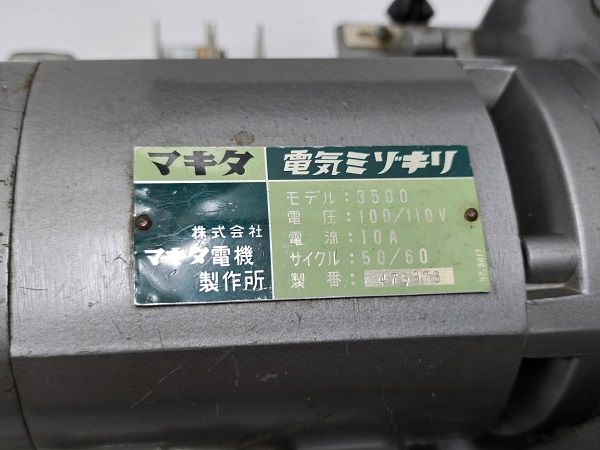 マキタ 電気ミゾキリ
株式会社
マキタ電機
製作所
モデル：3500
電圧：100/110V
電流：10A
サイクル：50/60
製番：